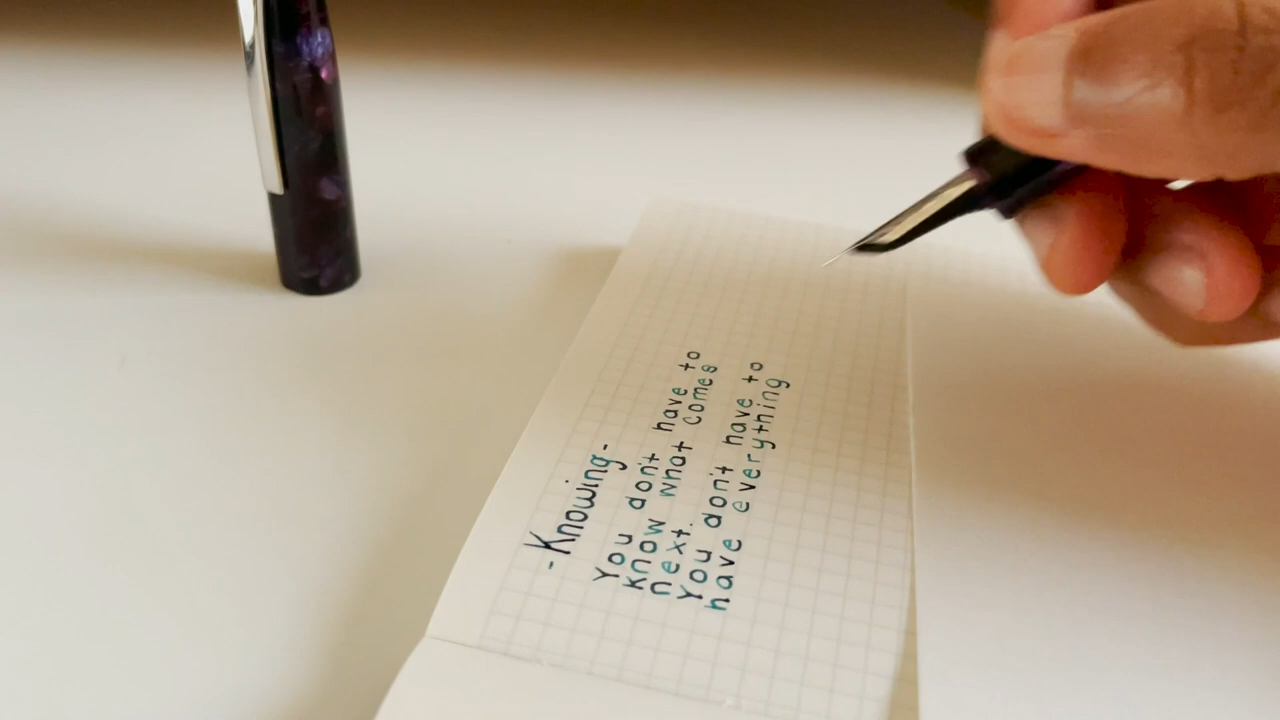 -Knowing-
You don't have to
know what comes
next.
You don't have to
have everything